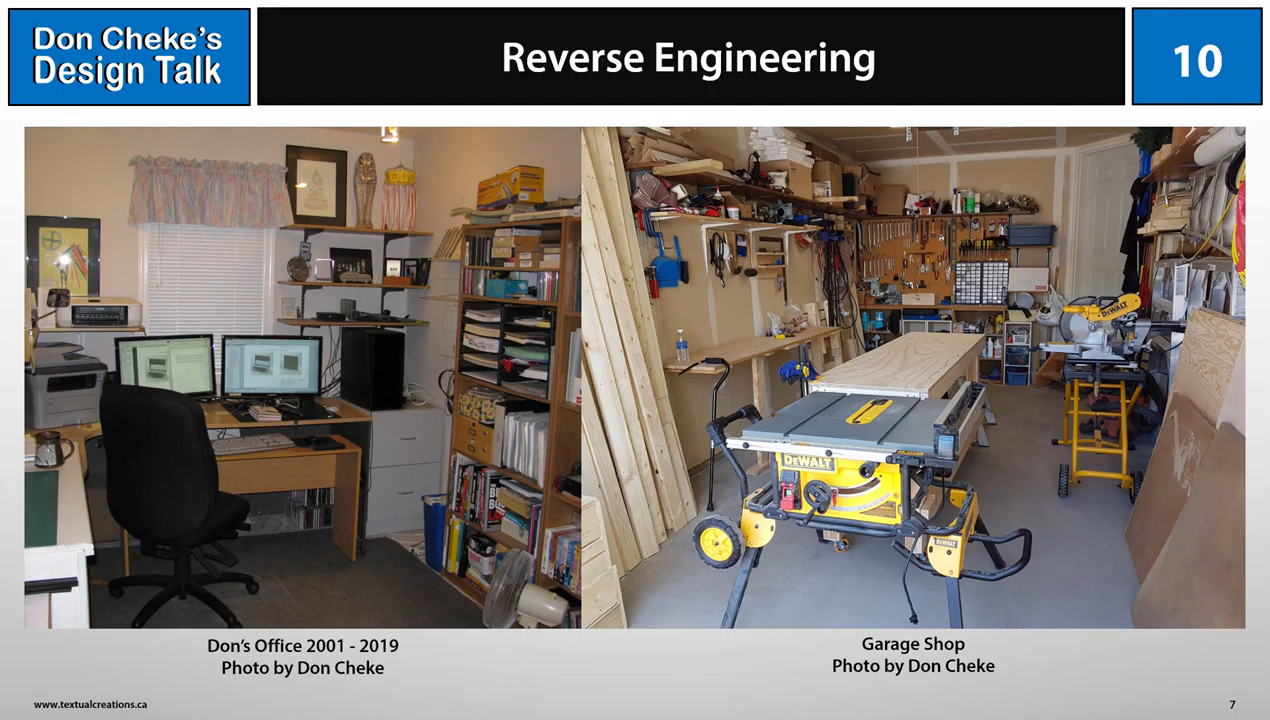 Don Cheke's
Design Talk
Reverse Engineering
10
DEWALT
DEWALT
DEWALT
Don's Office 2001 - 2019
Photo by Don Cheke
Garage Shop
Photo by Don Cheke
www.textualcreations.ca
7